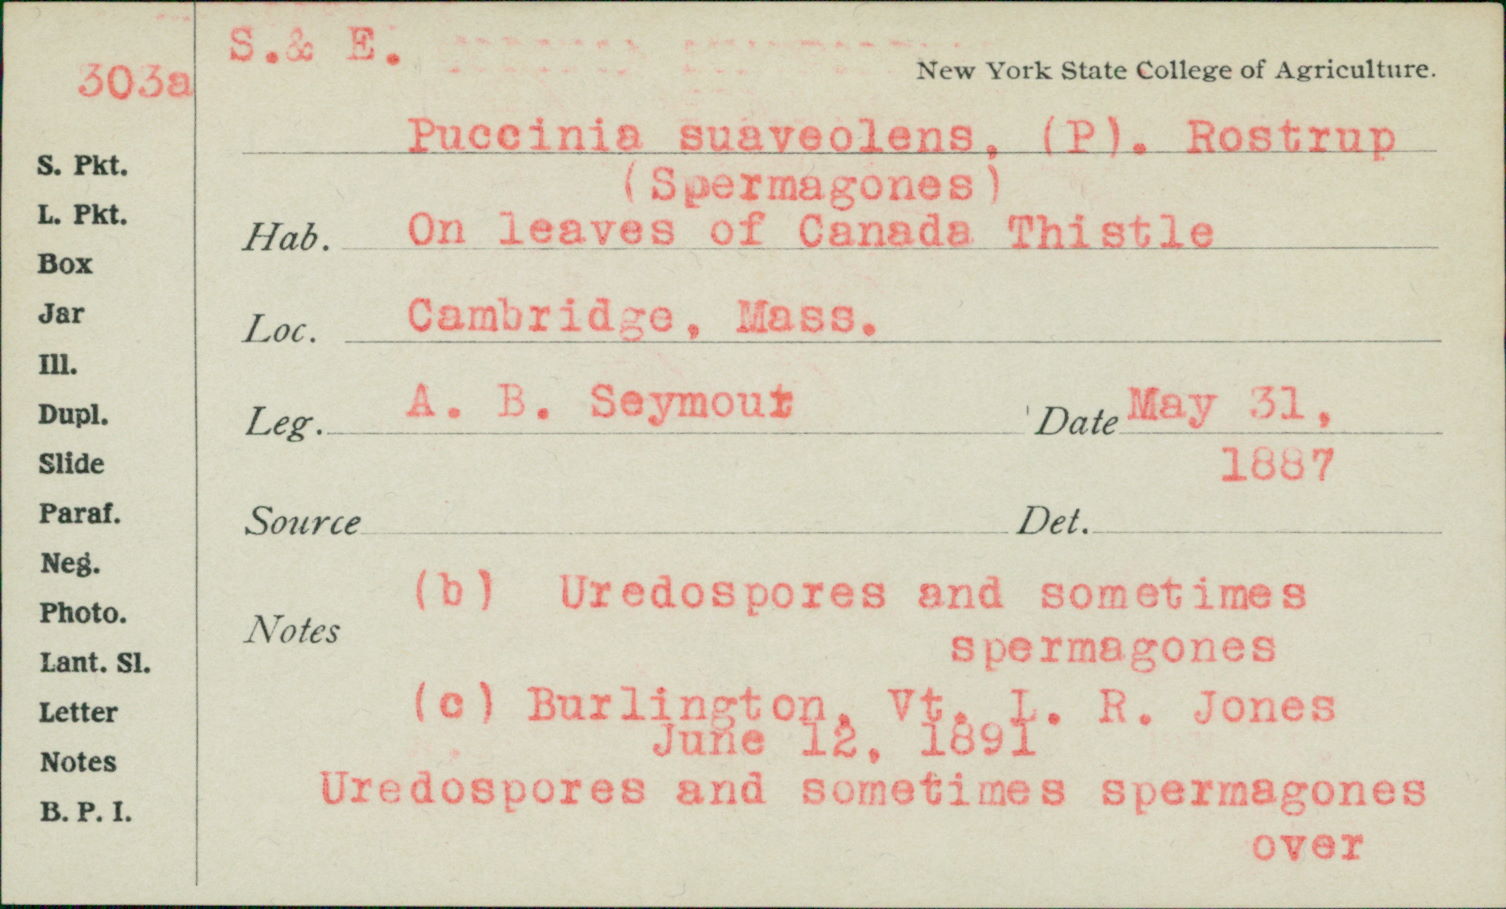 S.& E.
303a
New York State College of Agriculture.
Puccinia suaveolens, (P). Rostrup
(Spermagones)
Hab. On leaves of Canada Thistle
Loc. Cambridge, Mass.
Leg. A. B. Seymour Date May 31,
1887
Source Det.
Notes (b) Uredospores and sometimes
spermagones
(c) Burlington, Vt. L. R. Jones
June 12, 1891
Uredospores and sometimes spermagones
over
S. Pkt.
L. Pkt.
Box
Jar
Ill.
Dupl.
Slide
Paraf.
Neg.
Photo.
Lant. Sl.
Letter
Notes
B. P. I.